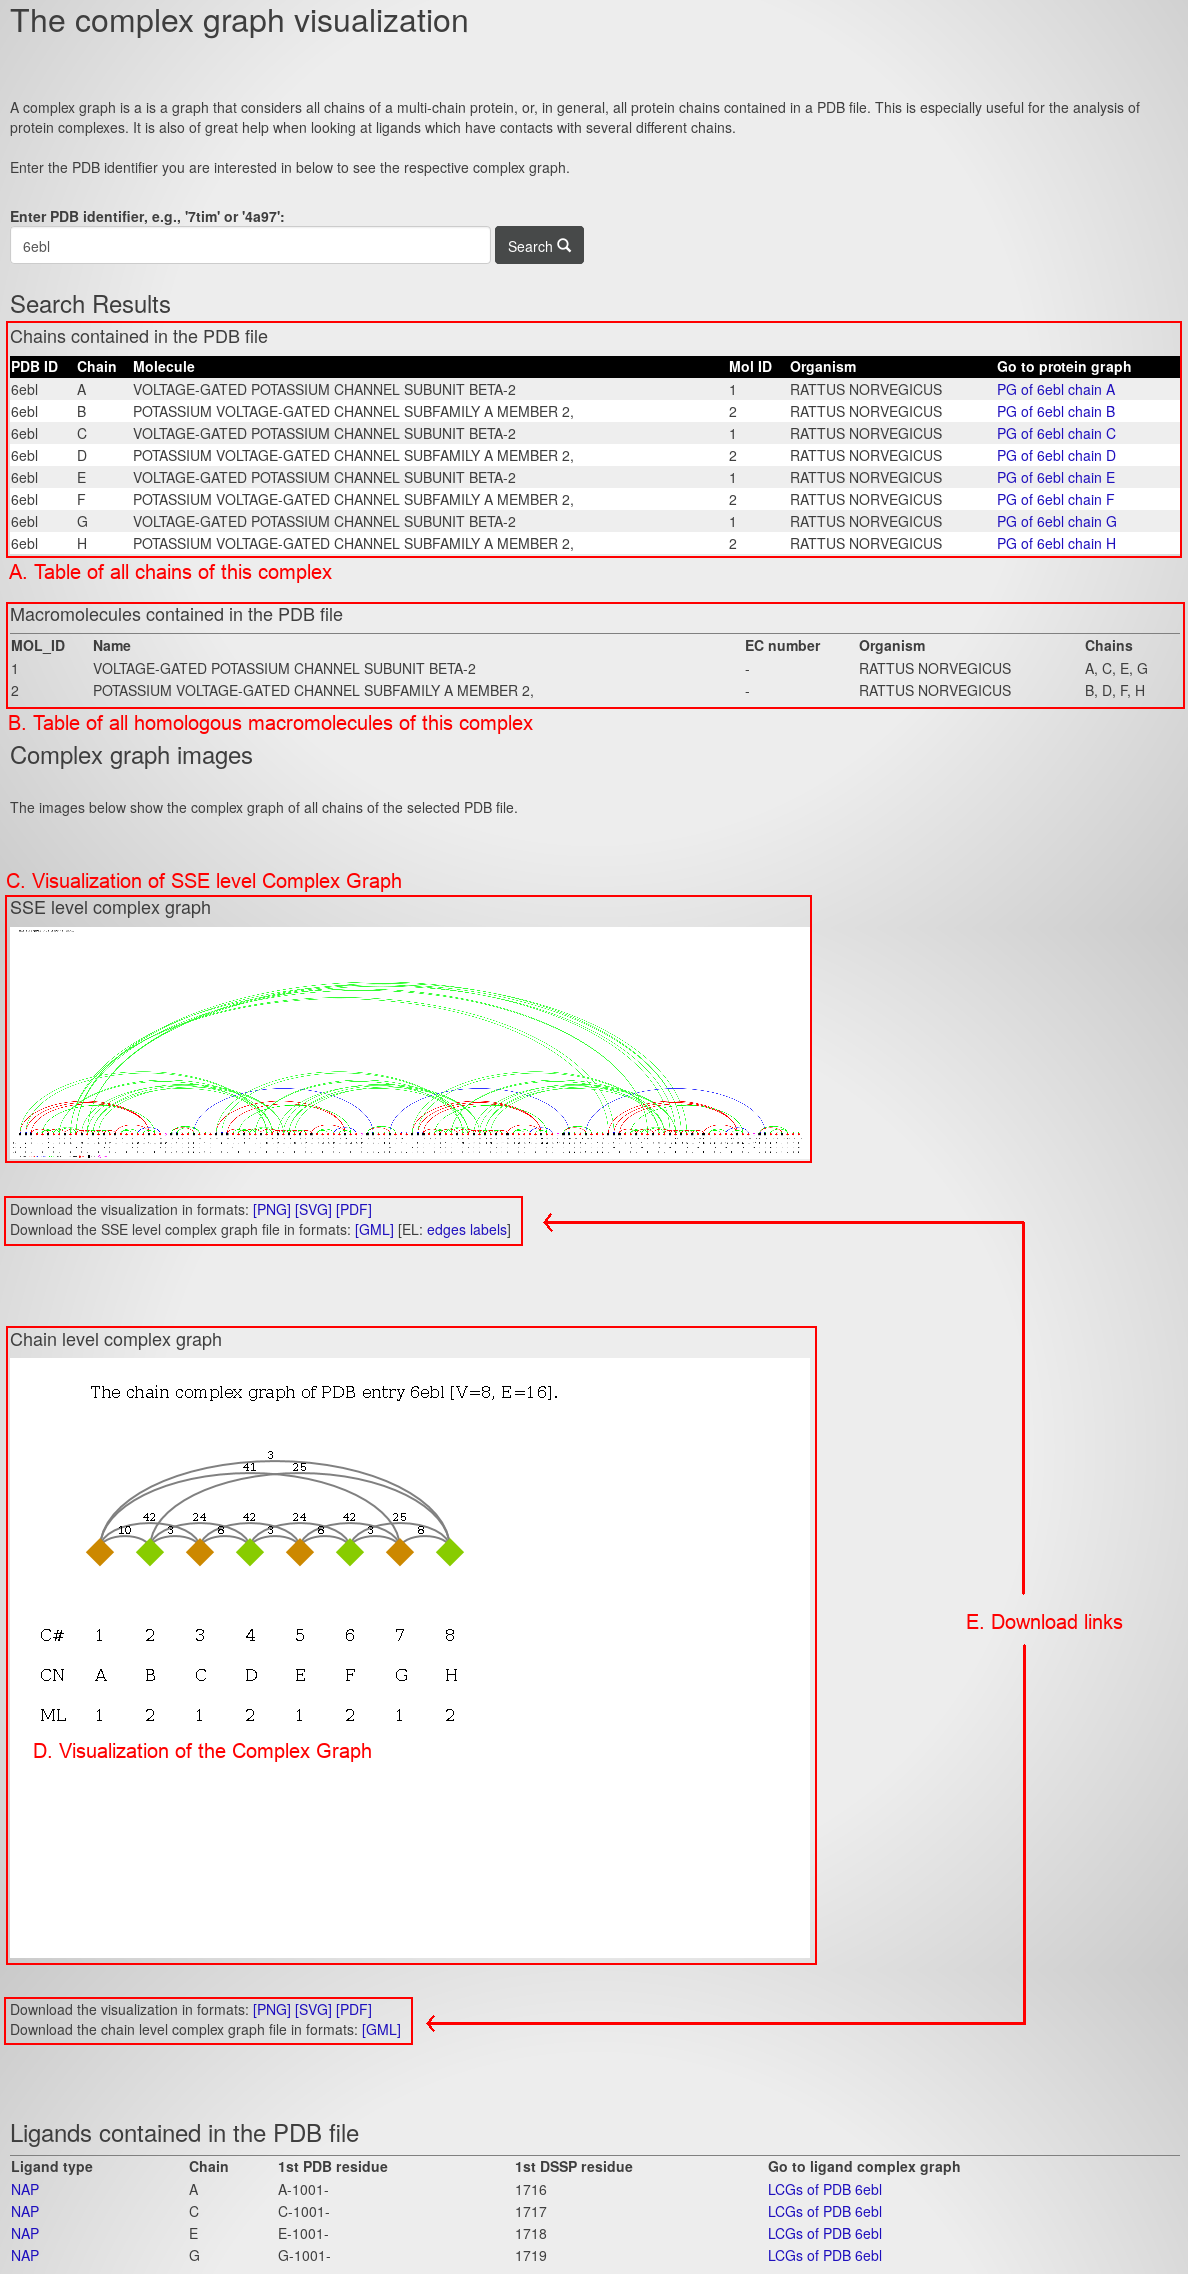 The complex graph visualization
A complex graph is a is a graph that considers all chains of a multi-chain protein, or, in general, all protein chains contained in a PDB file. This is especially useful for the analysis of
protein complexes. It is also of great help when looking at ligands which have contacts with several different chains.
Enter the PDB identifier you are interested in below to see the respective complex graph.
Enter PDB identifier, e.g., '7tim' or '4a97':
6ebl Search
Search Results
Chains contained in the PDB file
PDB ID Chain Molecule Mol ID Organism Go to protein graph
6ebl A VOLTAGE-GATED POTASSIUM CHANNEL SUBUNIT BETA-2 1 RATTUS NORVEGICUS PG of 6ebl chain A
6ebl B POTASSIUM VOLTAGE-GATED CHANNEL SUBFAMILY A MEMBER 2, 2 RATTUS NORVEGICUS PG of 6ebl chain B
6ebl C VOLTAGE-GATED POTASSIUM CHANNEL SUBUNIT BETA-2 1 RATTUS NORVEGICUS PG of 6ebl chain C
6ebl D POTASSIUM VOLTAGE-GATED CHANNEL SUBFAMILY A MEMBER 2, 2 RATTUS NORVEGICUS PG of 6ebl chain D
6ebl E VOLTAGE-GATED POTASSIUM CHANNEL SUBUNIT BETA-2 1 RATTUS NORVEGICUS PG of 6ebl chain E
6ebl F POTASSIUM VOLTAGE-GATED CHANNEL SUBFAMILY A MEMBER 2, 2 RATTUS NORVEGICUS PG of 6ebl chain F
6ebl G VOLTAGE-GATED POTASSIUM CHANNEL SUBUNIT BETA-2 1 RATTUS NORVEGICUS PG of 6ebl chain G
6ebl H POTASSIUM VOLTAGE-GATED CHANNEL SUBFAMILY A MEMBER 2, 2 RATTUS NORVEGICUS PG of 6ebl chain H
A. Table of all chains of this complex
Macromolecules contained in the PDB file
MOL_ID Name EC number Organism Chains
1 VOLTAGE-GATED POTASSIUM CHANNEL SUBUNIT BETA-2 - RATTUS NORVEGICUS A, C, E, G
2 POTASSIUM VOLTAGE-GATED CHANNEL SUBFAMILY A MEMBER 2, - RATTUS NORVEGICUS B, D, F, H
B. Table of all homologous macromolecules of this complex
Complex graph images
The images below show the complex graph of all chains of the selected PDB file.
C. Visualization of SSE level Complex Graph
SSE level complex graph
Download the visualization in formats: [PNG] [SVG] [PDF]
Download the SSE level complex graph file in formats: [GML] [EL: edges labels]
Chain level complex graph
The chain complex graph of PDB entry 6ebl [V=8, E=16].
3
41 25
42 24 42 24 42 25
10 3 8 3 8 3 8
C# 1 2 3 4 5 6 7 8
CN A B C D E F G H
ML 1 2 1 2 1 2 1 2
D. Visualization of the Complex Graph
E. Download links
Download the visualization in formats: [PNG] [SVG] [PDF]
Download the chain level complex graph file in formats: [GML]
Ligands contained in the PDB file
Ligand type Chain 1st PDB residue 1st DSSP residue Go to ligand complex graph
NAP A A-1001- 1716 LCGs of PDB 6ebl
NAP C C-1001- 1717 LCGs of PDB 6ebl
NAP E E-1001- 1718 LCGs of PDB 6ebl
NAP G G-1001- 1719 LCGs of PDB 6ebl